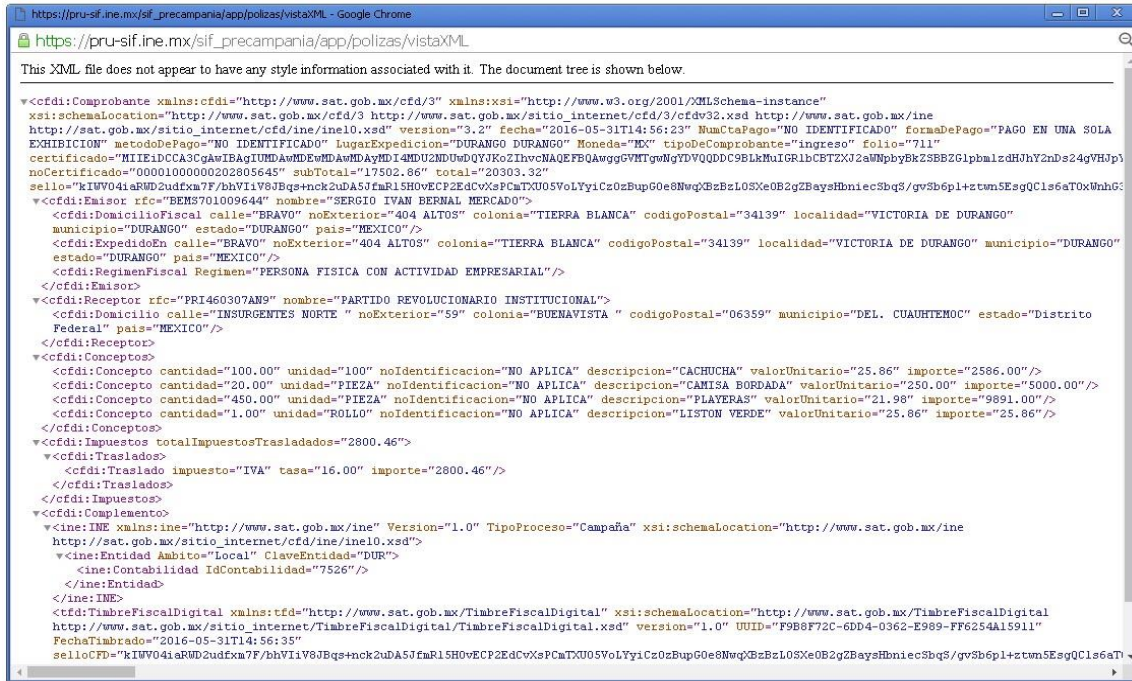 https://pru-sif.ine.mx/sif_precampania/app/polizas/vistaXML - Google Chrome
https://pru-sif.ine.mx/sif_precampania/app/polizas/vistaXML
This XML file does not appear to have any style information associated with it. The document tree is shown below.
▼<cfdi:Comprobante xmlns:cfdi="http://www.sat.gob.mx/cfd/3" xmlns:xsi="http://www.w3.org/2001/XMLSchema-instance"
xsi:schemaLocation="http://www.sat.gob.mx/cfd/3 http://sat.gob.mx/sitio_internet/cfd/3/cfdv32.xsd http://www.sat.gob.mx/ine
http://sat.gob.mx/sitio_internet/cfd/ine/ine10.xsd" version="3.2" fecha="2016-05-31T14:56:23" NumCtaPago="NO IDENTIFICADO" formaDePago="PAGO EN UNA SOLA
EXHIBICION" metodoDePago="NO IDENTIFICADO" LugarExpedicion="DURANGO DURANGO" Moneda="MX" tipoDeComprobante="ingreso" folio="711"
certificado=
noCertificado="00001000000202805645" subTotal="17502.86" total="20303.32"
sello=
▼<cfdi:Emisor rfc="BEMS701009644" nombre="SERGIO IVAN BERNAL MERCADO">
▼<cfdi:DomicilioFiscal calle="BRAVO" noExterior="404 ALTOS" colonia="TIERRA BLANCA" codigoPostal="34139" localidad="VICTORIA DE DURANGO"
municipio="DURANGO" estado="DURANGO" pais="MEXICO"/>
<cfdi:ExpedidoEn calle="BRAVO" noExterior="404 ALTOS" colonia="TIERRA BLANCA" codigoPostal="34139" localidad="VICTORIA DE DURANGO" municipio="DURANGO"
estado="DURANGO" pais="MEXICO"/>
<cfdi:RegimenFiscal Regimen="PERSONA FISICA CON ACTIVIDAD EMPRESARIAL"/>
</cfdi:Emisor>
▼<cfdi:Receptor rfc="PRI460307AN9" nombre="PARTIDO REVOLUCIONARIO INSTITUCIONAL">
<cfdi:Domicilio calle="INSURGENTES NORTE " noExterior="59" colonia="BUENAVISTA " codigoPostal="06359" municipio="DEL. CUAUHTEMOC" estado="Distrito
Federal" pais="MEXICO"/>
</cfdi:Receptor>
▼<cfdi:Conceptos>
<cfdi:Concepto cantidad="100.00" unidad="100" noIdentificacion="NO APLICA" descripcion="CACHUCHA" valorUnitario="25.86" importe="2586.00"/>
<cfdi:Concepto cantidad="20.00" unidad="PIEZA" noIdentificacion="NO APLICA" descripcion="CAMISA BORDADA" valorUnitario="250.00" importe="5000.00"/>
<cfdi:Concepto cantidad="450.00" unidad="PIEZA" noIdentificacion="NO APLICA" descripcion="PLAYERAS" valorUnitario="21.98" importe="9891.00"/>
<cfdi:Concepto cantidad="1.00" unidad="ROLLO" noIdentificacion="NO APLICA" descripcion="LISTON VERDE" valorUnitario="25.86" importe="25.86"/>
</cfdi:Conceptos>
▼<cfdi:Impuestos totalImpuestosTrasladados="2800.46">
▼<cfdi:Traslados>
<cfdi:Traslado impuesto="IVA" tasa="16.00" importe="2800.46"/>
</cfdi:Traslados>
</cfdi:Impuestos>
▼<cfdi:Complemento>
▼<ine:INE xmlns:ine="http://www.sat.gob.mx/ine" Version="1.0" TipoProceso="Campaña" xsi:schemaLocation="http://www.sat.gob.mx/ine
http://sat.gob.mx/sitio_internet/cfd/ine/ine10.xsd">
▼<ine:Entidad Ambito="Local" ClaveEntidad="DUR">
<ine:Contabilidad IdContabilidad="7526"/>
</ine:Entidad>
</ine:INE>
<tfd:TimbreFiscalDigital xmlns:tfd="http://www.sat.gob.mx/TimbreFiscalDigital" xsi:schemaLocation="http://www.sat.gob.mx/TimbreFiscalDigital
http://www.sat.gob.mx/sitio_internet/TimbreFiscalDigital/TimbreFiscalDigital.xsd" version="1.0" UUID="F9B8F72C-6DD4-0362-E989-FF6254A15911"
FechaTimbrado="2016-05-31T14:56:35"
selloCFD=